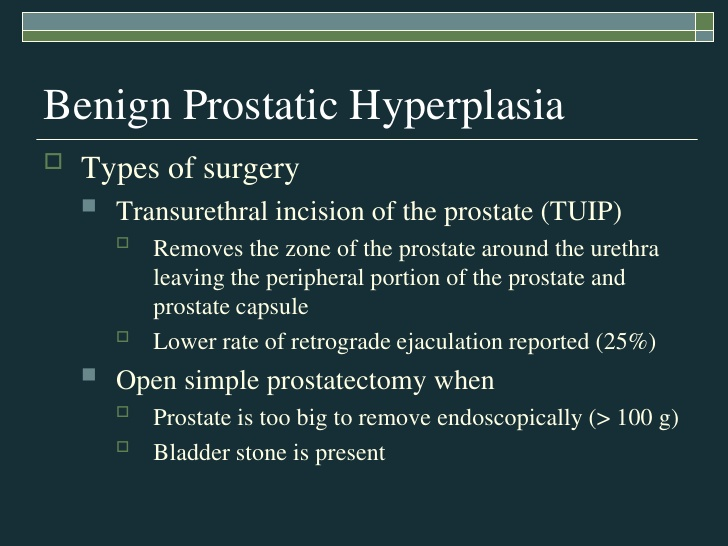 Benign Prostatic Hyperplasia
Types of surgery
Transurethral incision of the prostate (TUIP)
Removes the zone of the prostate around the urethra
leaving the peripheral portion of the prostate and
prostate capsule
Lower rate of retrograde ejaculation reported (25%)
Open simple prostatectomy when
Prostate is too big to remove endoscopically (> 100 g)
Bladder stone is present